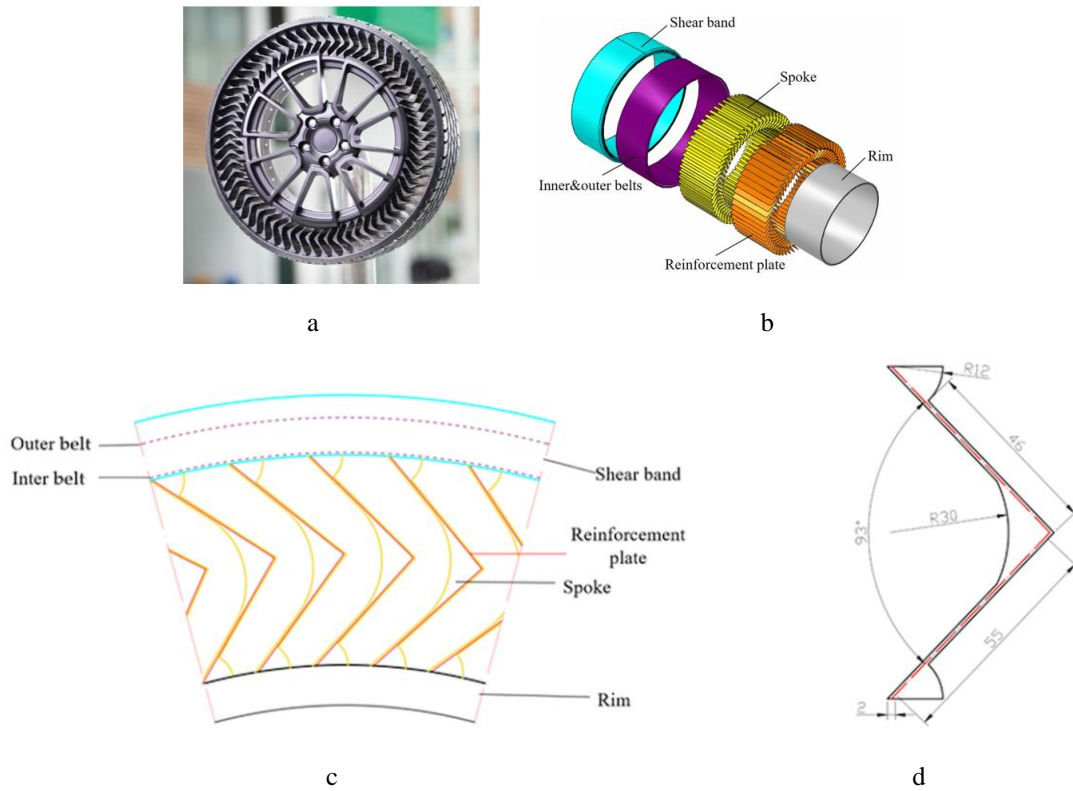 Shear band
Spoke
Rim
Inner&outer belts
Reinforcement plate
a
b
Outer belt
Inter belt
Shear band
Reinforcement
plate
Spoke
Rim
R12
46
R30
93°
55
2
c
d